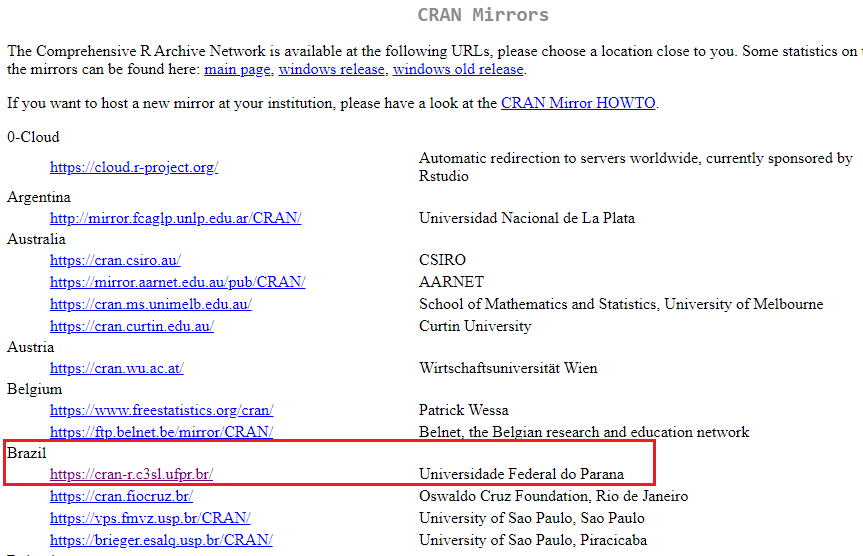 CRAN Mirrors
The Comprehensive R Archive Network is available at the following URLs, please choose a location close to you. Some statistics on
the mirrors can be found here: main page, windows release, windows old release.
If you want to host a new mirror at your institution, please have a look at the CRAN Mirror HOWTO.
0-Cloud
https://cloud.r-project.org/ Automatic redirection to servers worldwide, currently sponsored by
Rstudio
Argentina
http://mirror.fcaglp.unlp.edu.ar/CRAN/ Universidad Nacional de La Plata
Australia
https://cran.csiro.au/ CSIRO
https://mirror.aarnet.edu.au/pub/CRAN/ AARNET
https://cran.ms.unimelb.edu.au/ School of Mathematics and Statistics, University of Melbourne
https://cran.curtin.edu.au/ Curtin University
Austria
https://cran.wu.ac.at/ Wirtschaftsuniversität Wien
Belgium
https://www.freestatistics.org/cran/ Patrick Wessa
https://ftp.belnet.be/mirror/CRAN/ Belnet, the Belgian research and education network
Brazil
https://cran-r.c3sl.ufpr.br/ Universidade Federal do Parana
https://cran.fiocruz.br/ Oswaldo Cruz Foundation, Rio de Janeiro
https://vps.fmvz.usp.br/CRAN/ University of Sao Paulo, Sao Paulo
https://brieger.esalq.usp.br/CRAN/ University of Sao Paulo, Piracicaba